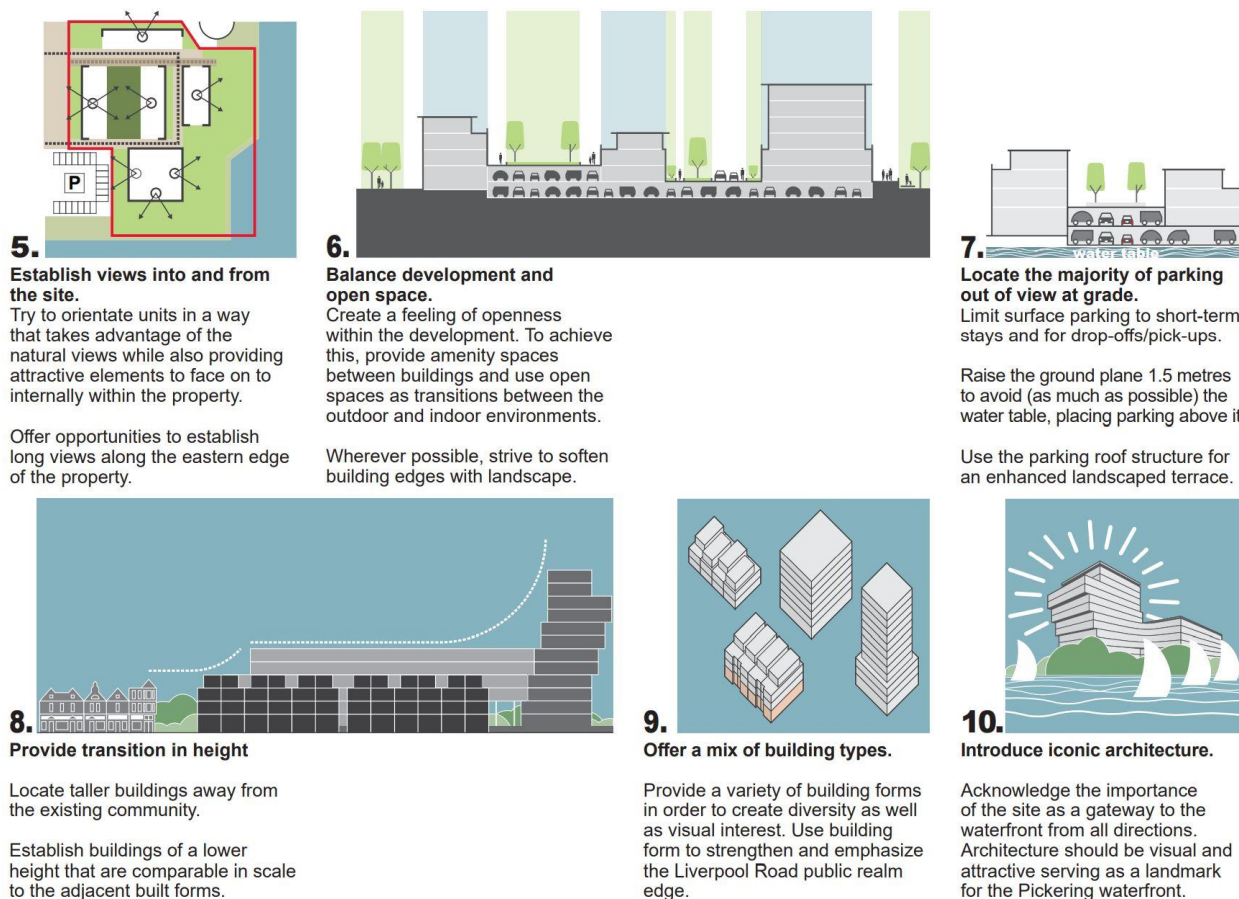 P
5.
Establish views into and from
the site.
Try to orientate units in a way
that takes advantage of the
natural views while also providing
attractive elements to face on to
internally within the property.
Offer opportunities to establish
long views along the eastern edge
of the property.
6.
Balance development and
open space.
Create a feeling of openness
within the development. To achieve
this, provide amenity spaces
between buildings and use open
spaces as transitions between the
outdoor and indoor environments.
Wherever possible, strive to soften
building edges with landscape.
water table
7.
Locate the majority of parking
out of view at grade.
Limit surface parking to short-term
stays and for drop-offs/pick-ups.
Raise the ground plane 1.5 metres
to avoid (as much as possible) the
water table, placing parking above it
Use the parking roof structure for
an enhanced landscaped terrace.
8.
Provide transition in height
Locate taller buildings away from
the existing community.
Establish buildings of a lower
height that are comparable in scale
to the adjacent built forms.
9.
Offer a mix of building types.
Provide a variety of building forms
in order to create diversity as well
as visual interest. Use building
form to strengthen and emphasize
the Liverpool Road public realm
edge.
10.
Introduce iconic architecture.
Acknowledge the importance
of the site as a gateway to the
waterfront from all directions.
Architecture should be visual and
attractive serving as a landmark
for the Pickering waterfront.